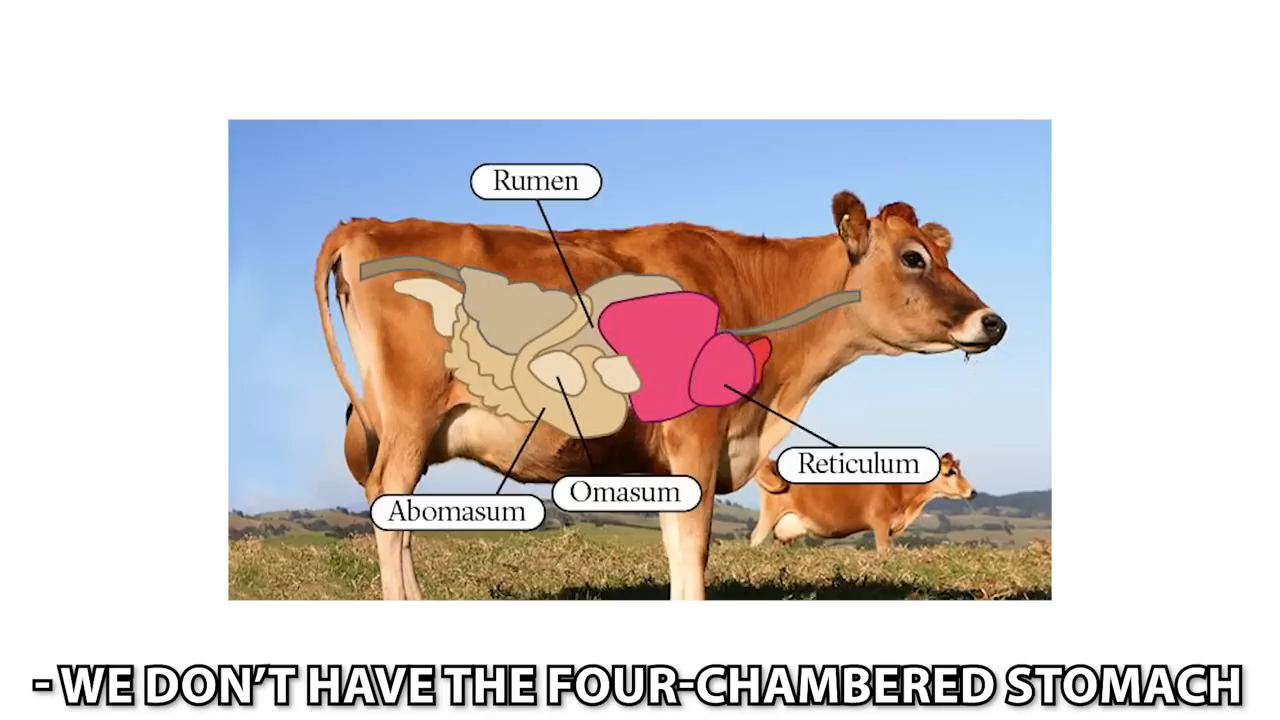 Rumen
Reticulum
Omasum
Abomasum
- WE DON'T HAVE THE FOUR-CHAMBERED STOMACH